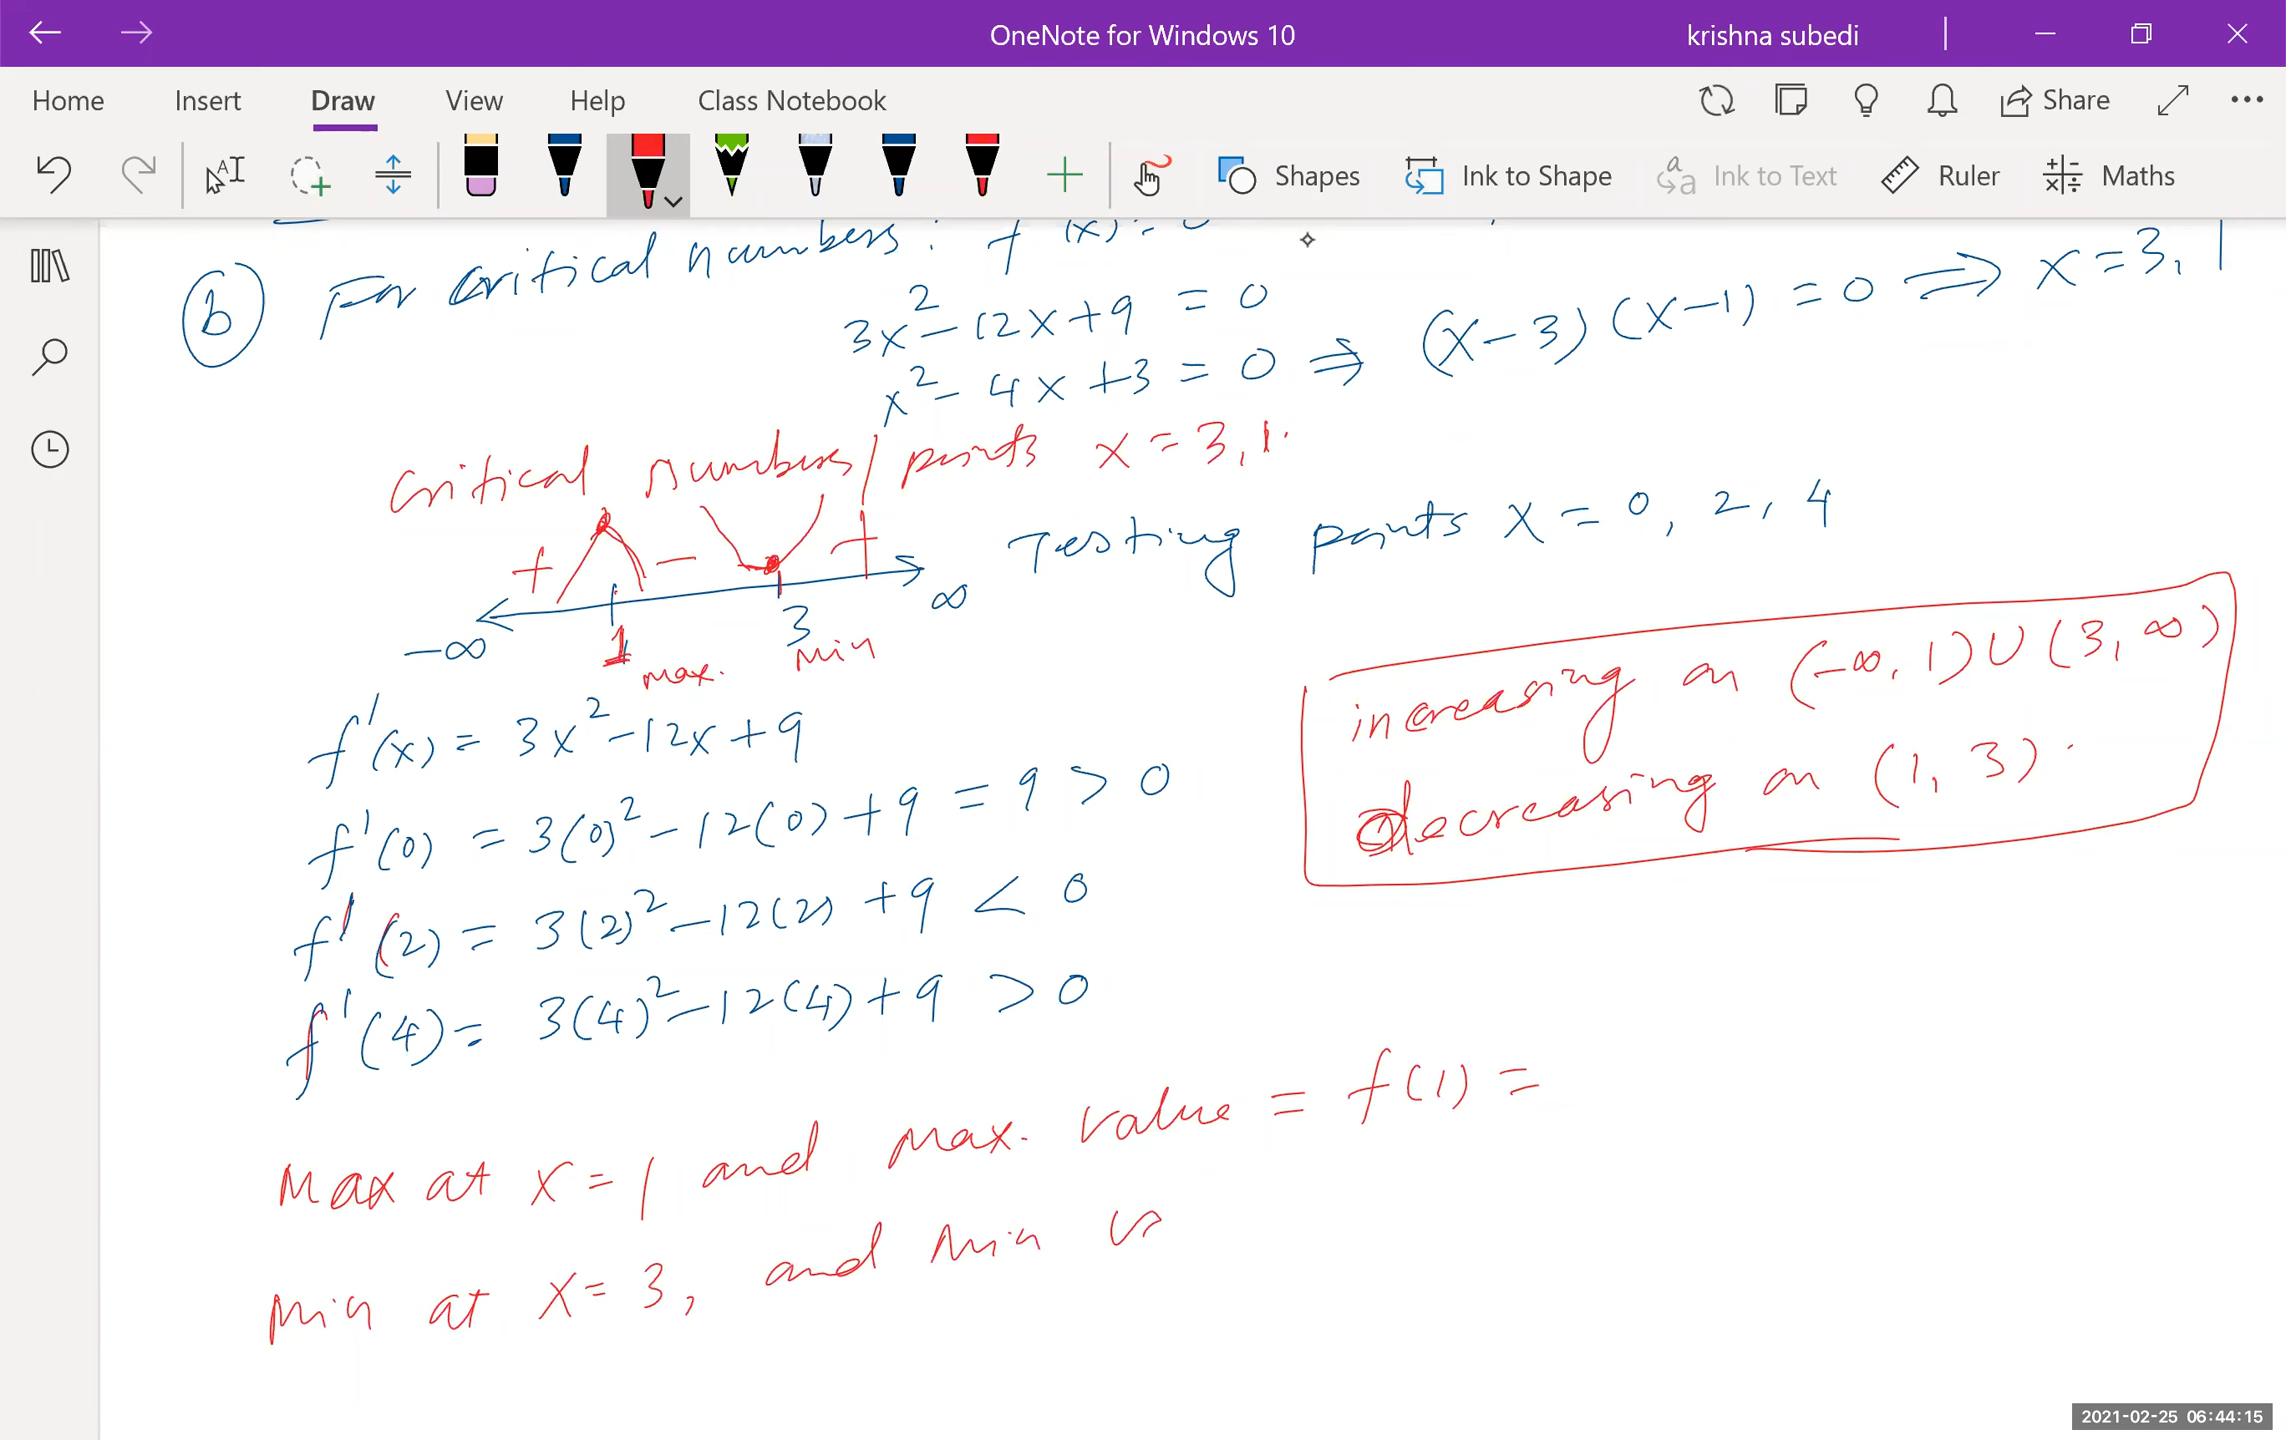 OneNote for Windows 10
krishna subedi
Home Insert Draw View Help Class Notebook Share
Shapes Ink to Shape Ink to Text Ruler Maths
(b) For critical numbers: f'(x) = 0
3x² - 12x + 9 = 0
x² - 4x + 3 = 0 ⇒ (x-3)(x-1) = 0 ⟹ x = 3, 1
critical numbers/points x = 3, 1.
Testing points x = 0, 2, 4
+ - +
-∞ 1 3 ∞
max. min
increasing on (-∞, 1) ∪ (3, ∞)
decreasing on (1, 3).
f'(x) = 3x² - 12x + 9
f'(0) = 3(0)² - 12(0) + 9 = 9 > 0
f'(2) = 3(2)² - 12(2) + 9 < 0
f'(4) = 3(4)² - 12(4) + 9 > 0
Max at x = 1 and max. value = f(1) =
Min at x = 3, and min
2021-02-25 06:44:15